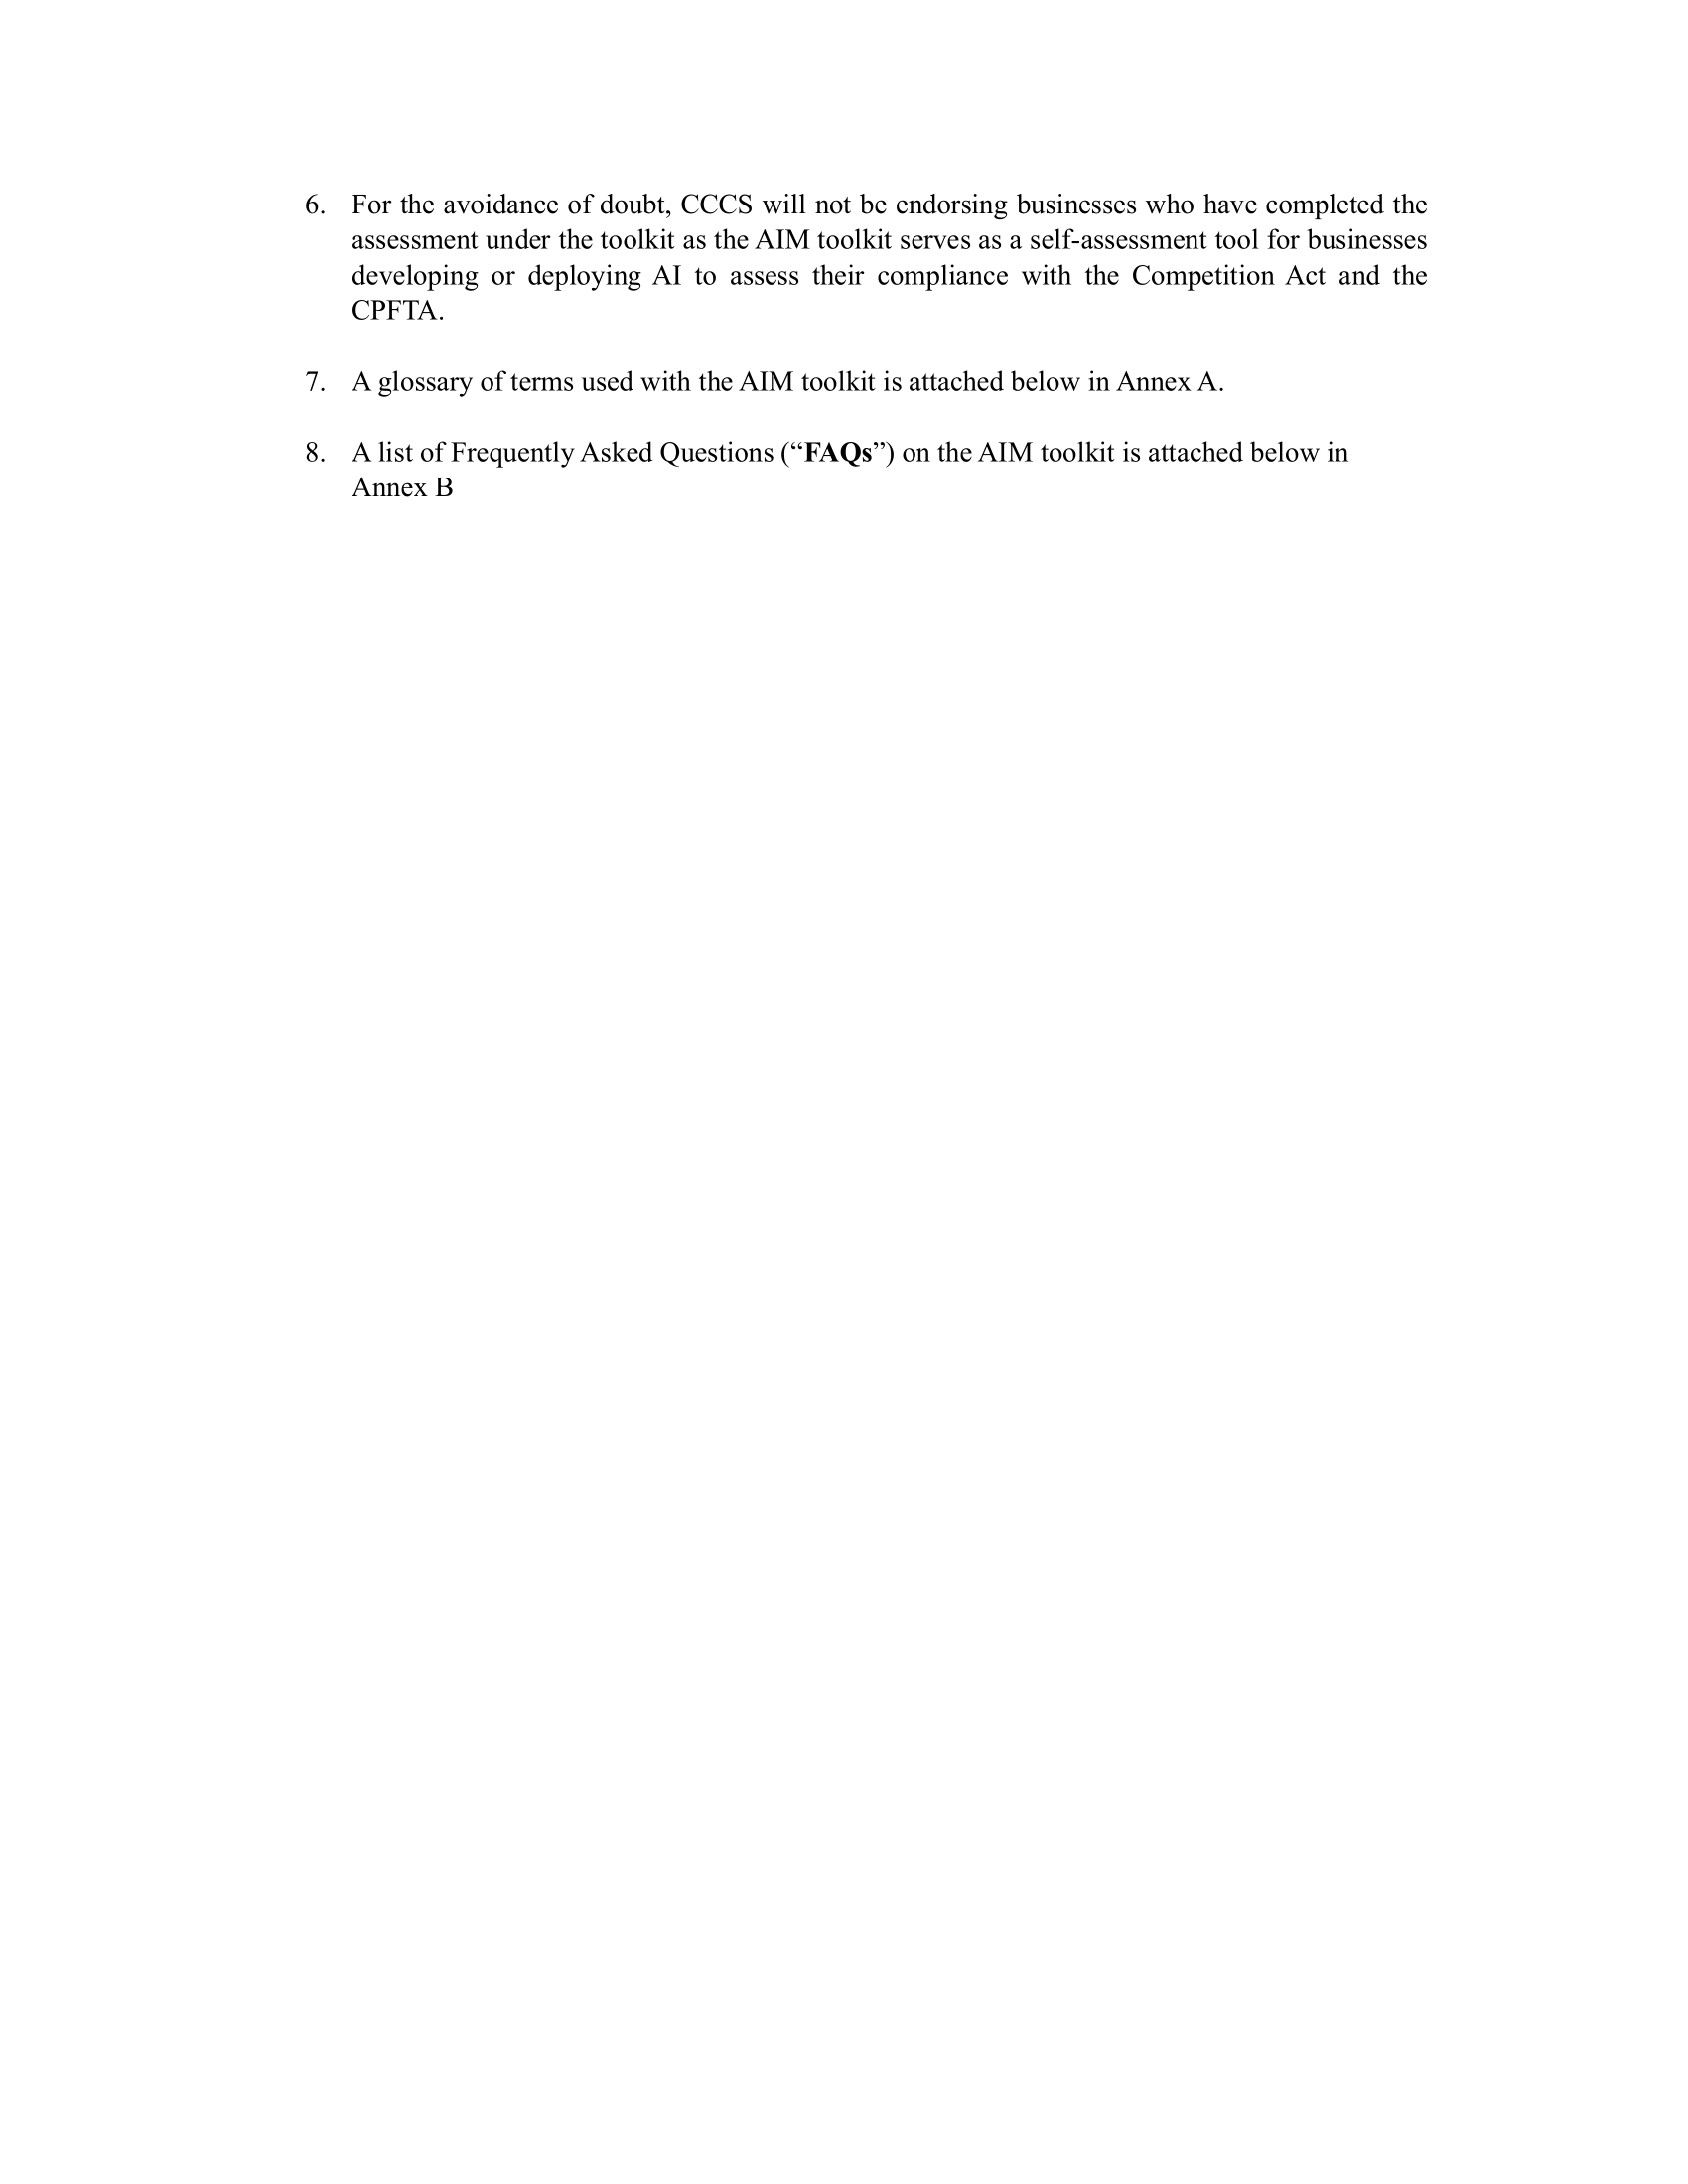 6. For the avoidance of doubt, CCCS will not be endorsing businesses who have completed the
assessment under the toolkit as the AIM toolkit serves as a self-assessment tool for businesses
developing or deploying AI to assess their compliance with the Competition Act and the
CPFTA.
7. A glossary of terms used with the AIM toolkit is attached below in Annex A.
8. A list of Frequently Asked Questions (“FAQs”) on the AIM toolkit is attached below in
Annex B